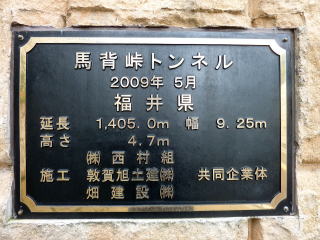 馬背峠トンネル
2009年 5月
福井県
延長 1,405.0m 幅 9.25m
高さ 4.7m
㈱西村組
施工 敦賀旭土建㈱ 共同企業体
畑建設㈱